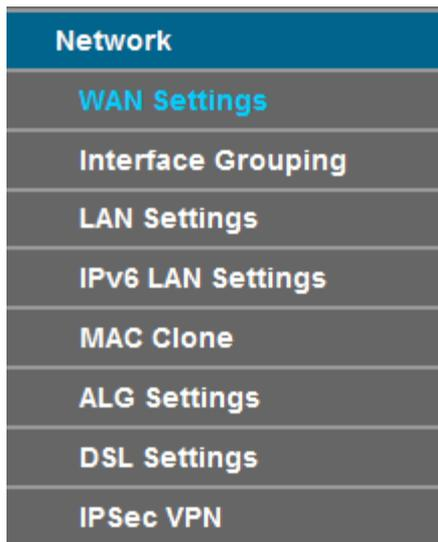 Network
WAN Settings
Interface Grouping
LAN Settings
IPv6 LAN Settings
MAC Clone
ALG Settings
DSL Settings
IPSec VPN